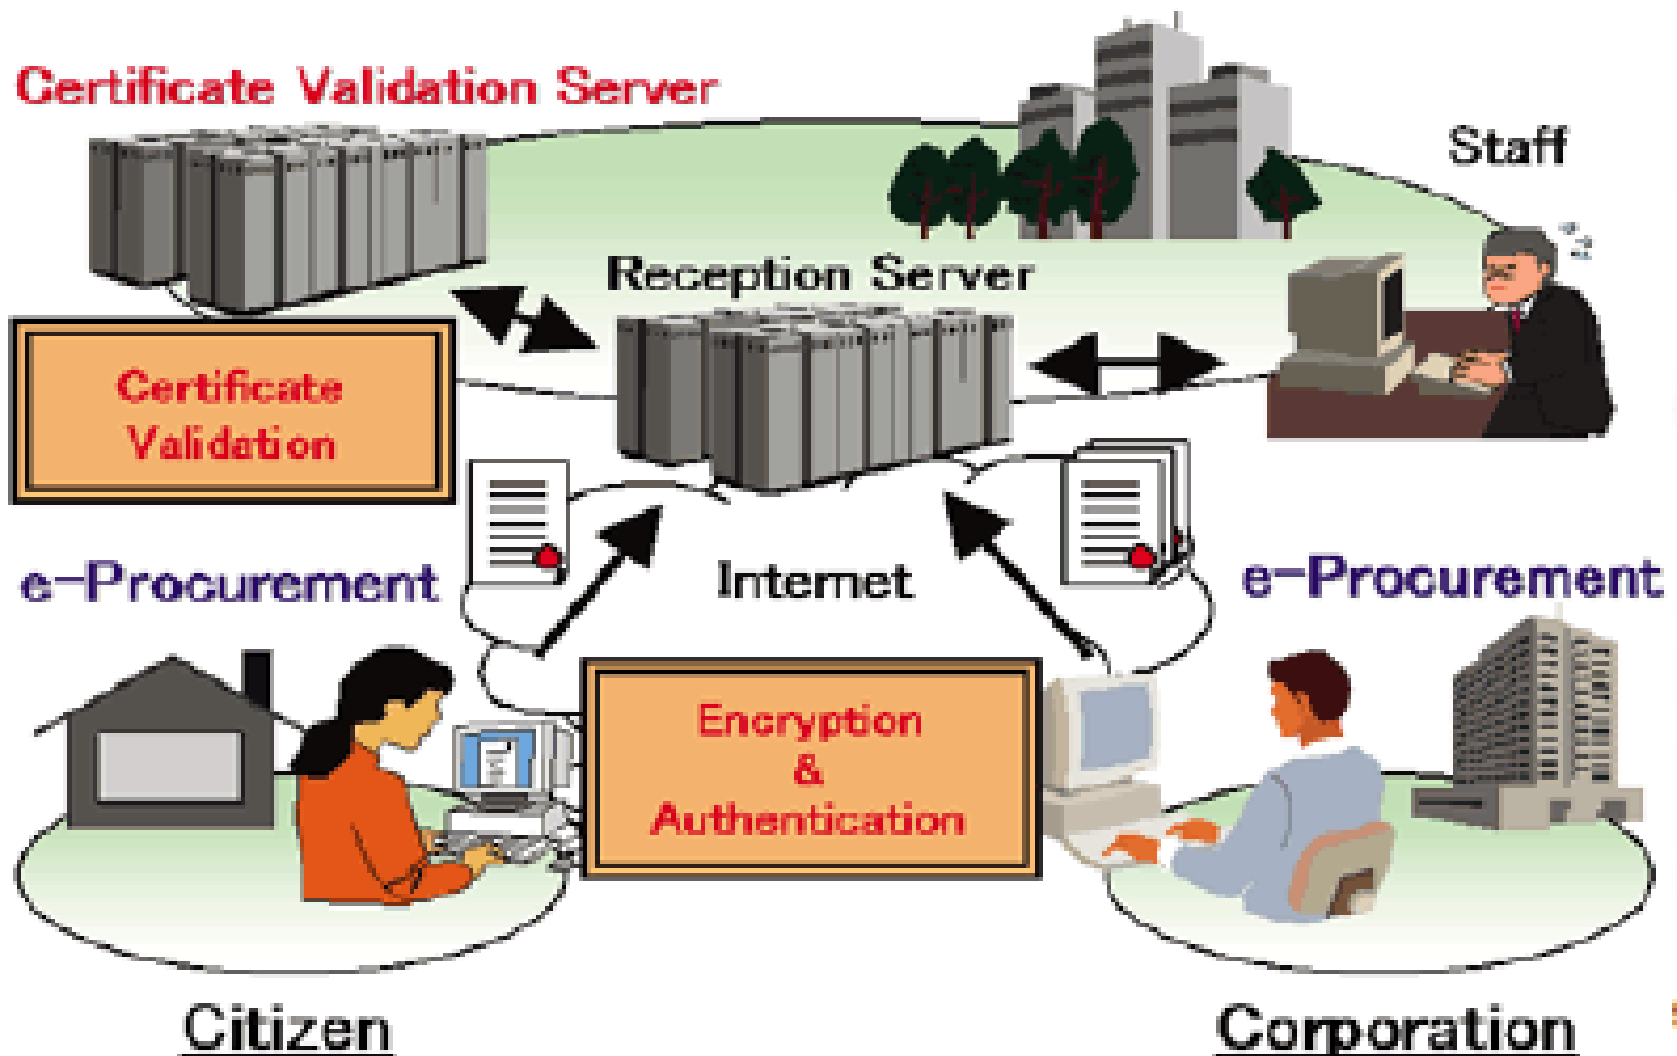 Certificate Validation Server
Staff
Reception Server
Certificate
Validation
e-Procurement
Internet
e-Procurement
Encryption
&
Authentication
Citizen
Corporation